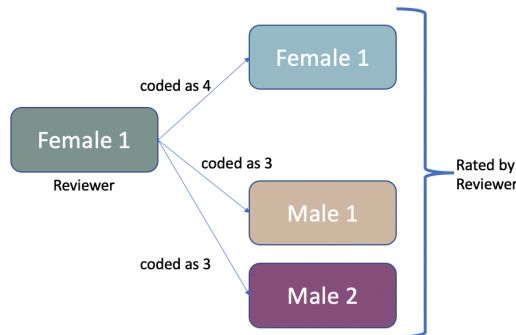 Female 1
coded as 4
Female 1
Reviewer
coded as 3
Male 1
coded as 3
Male 2
Rated by
Reviewer